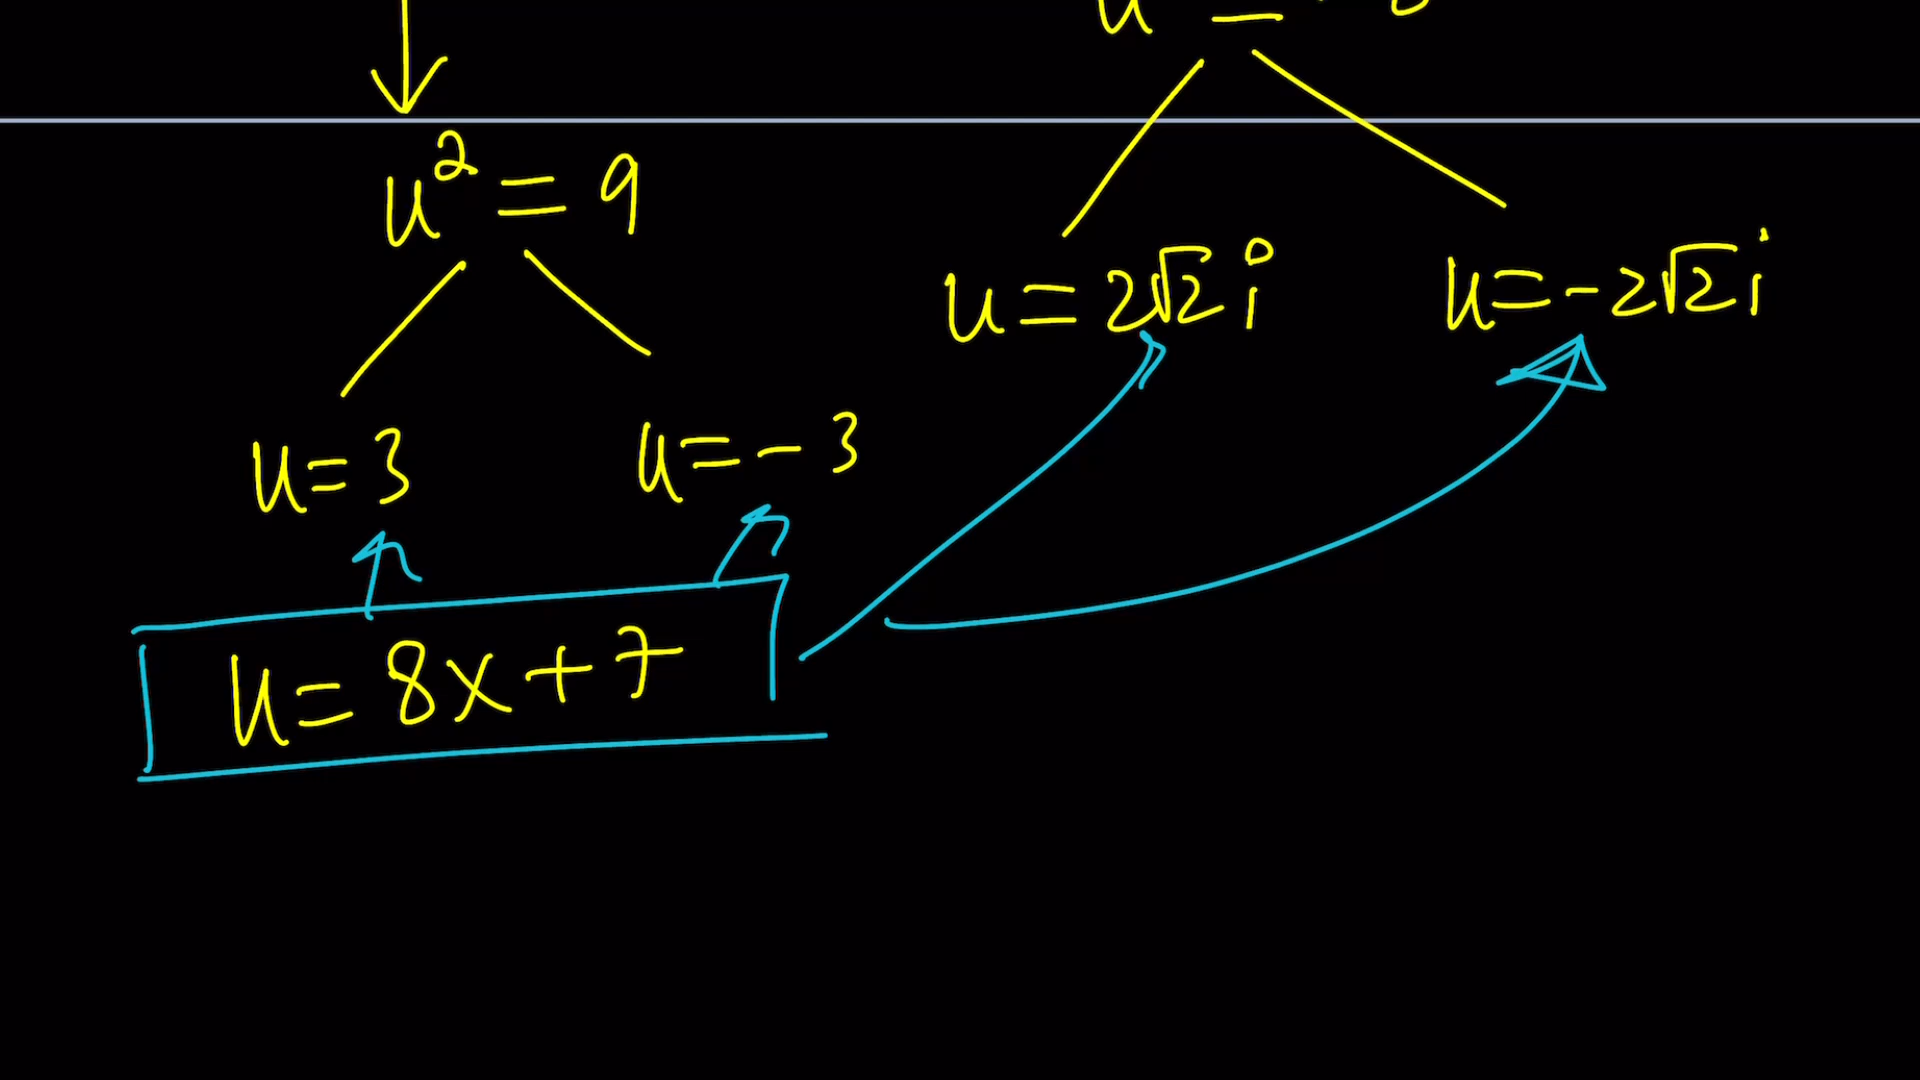 u² = 9
u = 2√2 i
u = -2√2 i
u = 3
u = -3
u = 8x + 7